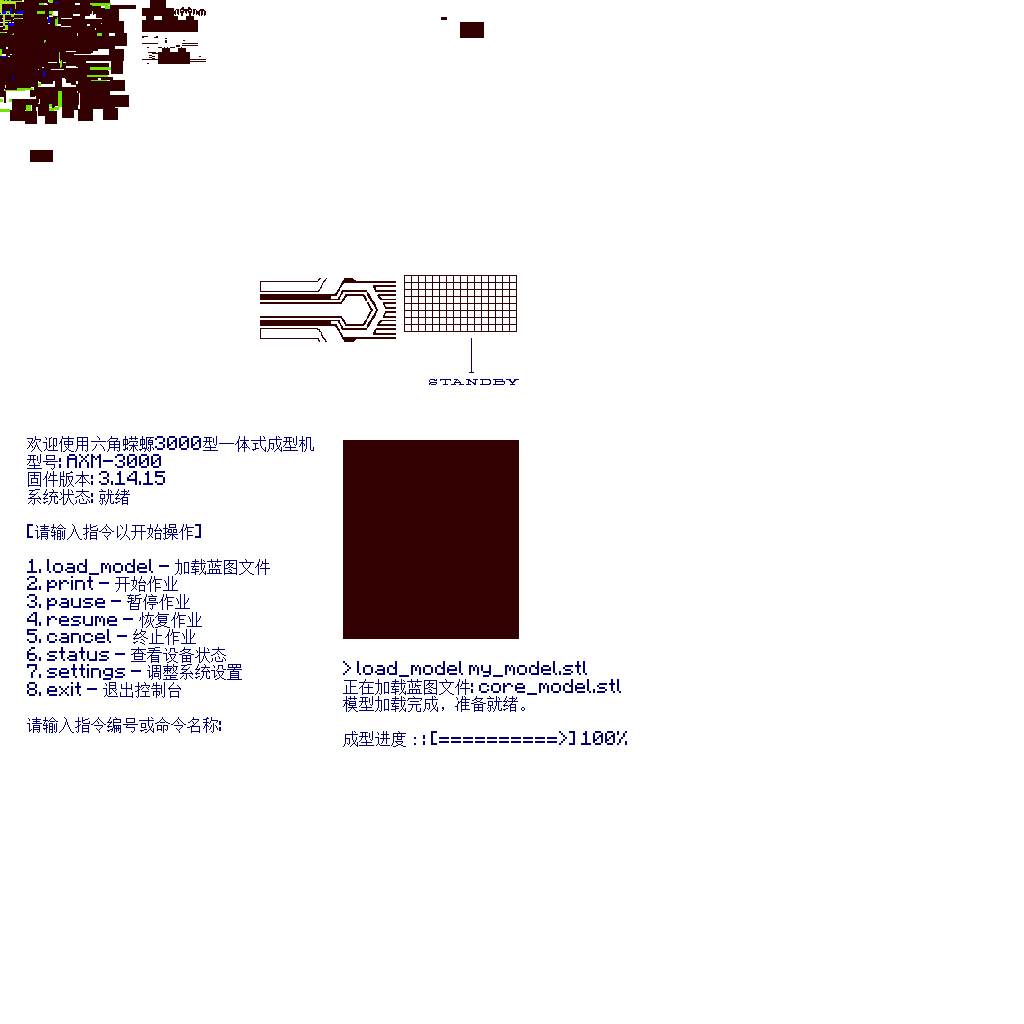 STANDBY
欢迎使用六角蝾螈3000型一体式成型机
型号: AXM-3000
固件版本: 3.14.15
系统状态: 就绪
[请输入指令以开始操作]
1. load_model - 加载蓝图文件
2. print - 开始作业
3. pause - 暂停作业
4. resume - 恢复作业
5. cancel - 终止作业
6. status - 查看设备状态
7. settings - 调整系统设置
8. exit - 退出控制台
请输入指令编号或命令名称:
> load_model my_model.stl
正在加载蓝图文件: core_model.stl
模型加载完成，准备就绪。
成型进度 : : [==========>] 100%